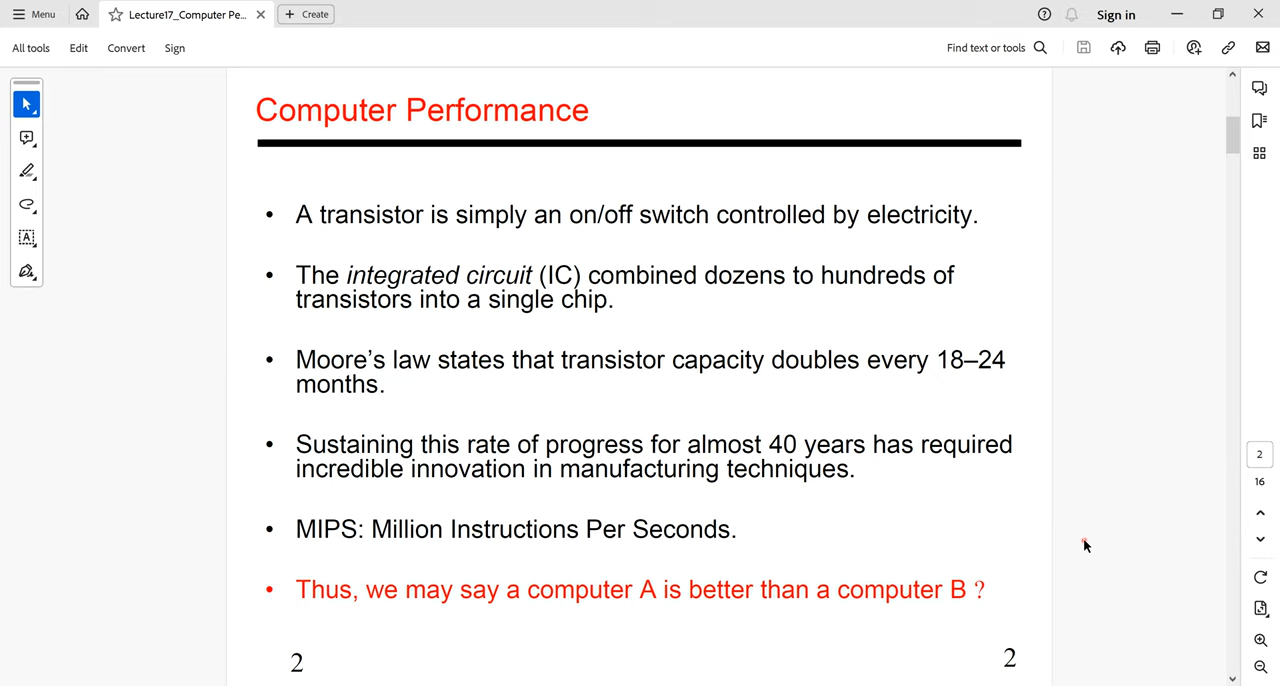 Menu
Lecture17_Computer Pe...
Create
Sign in
All tools
Edit
Convert
Sign
Find text or tools
Computer Performance
• A transistor is simply an on/off switch controlled by electricity.
• The integrated circuit (IC) combined dozens to hundreds of
transistors into a single chip.
• Moore’s law states that transistor capacity doubles every 18–24
months.
• Sustaining this rate of progress for almost 40 years has required
incredible innovation in manufacturing techniques.
• MIPS: Million Instructions Per Seconds.
• Thus, we may say a computer A is better than a computer B ?
2
2
2
16